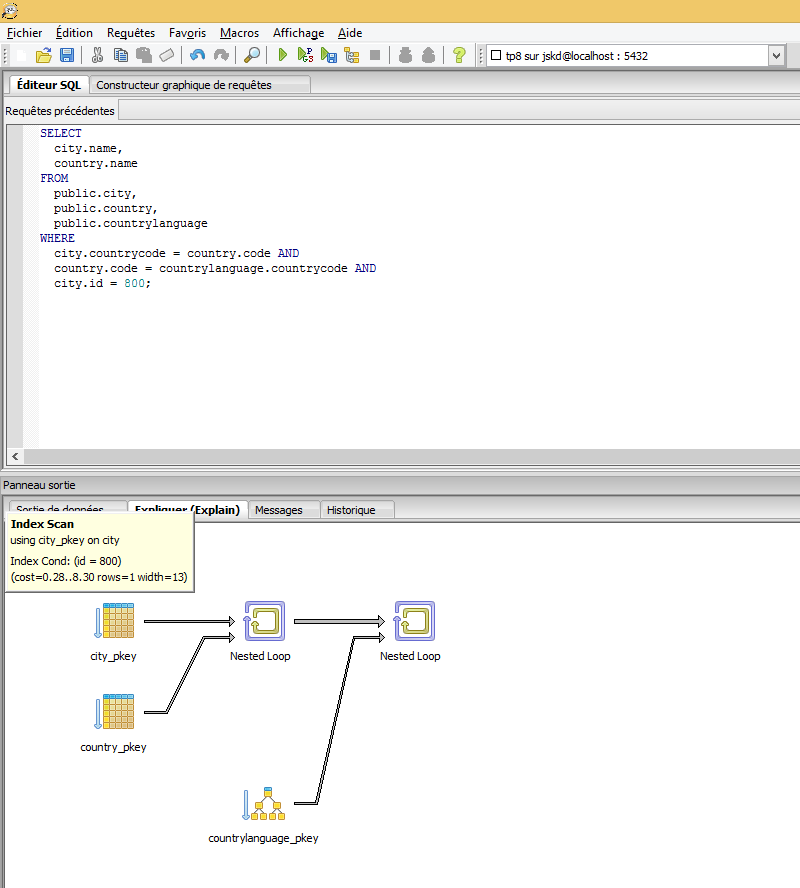 Fichier Édition Requêtes Favoris Macros Affichage Aide
tp8 sur jskd@localhost : 5432
Éditeur SQL Constructeur graphique de requêtes
Requêtes précédentes
SELECT
city.name,
country.name
FROM
public.city,
public.country,
public.countrylanguage
WHERE
city.countrycode = country.code AND
country.code = countrylanguage.countrycode AND
city.id = 800;
Panneau sortie
Sortie de données Expliquer (Explain) Messages Historique
Index Scan
using city_pkey on city
Index Cond: (id = 800)
(cost=0.28..8.30 rows=1 width=13)
city_pkey Nested Loop Nested Loop
country_pkey
countrylanguage_pkey